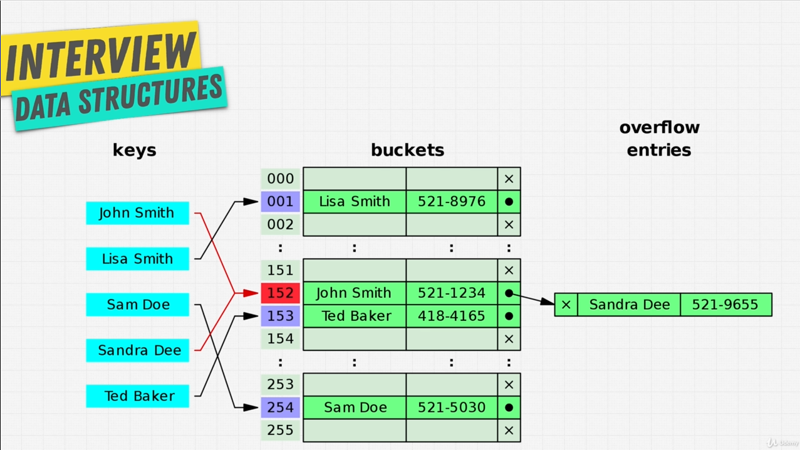 INTERVIEW
DATA STRUCTURES
keys
buckets
overflow
entries
John Smith
Lisa Smith
Sam Doe
Sandra Dee
Ted Baker
000 ×
001 Lisa Smith 521-8976 ●
002 ×
: : : :
151 ×
152 John Smith 521-1234 ●
153 Ted Baker 418-4165 ●
154 ×
: : : :
253 ×
254 Sam Doe 521-5030 ●
255 ×
× Sandra Dee 521-9655
Udemy